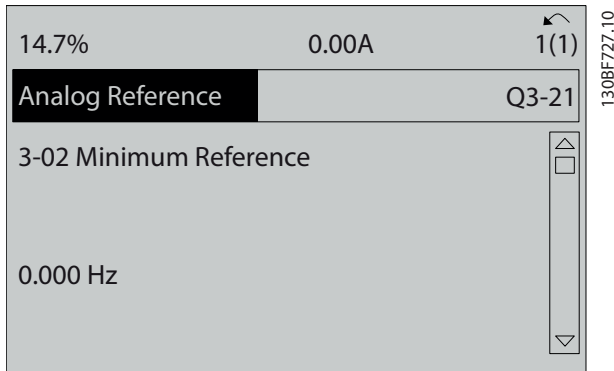 14.7% 0.00A 1(1)
Analog Reference Q3-21
3-02 Minimum Reference
0.000 Hz
130BF727.10